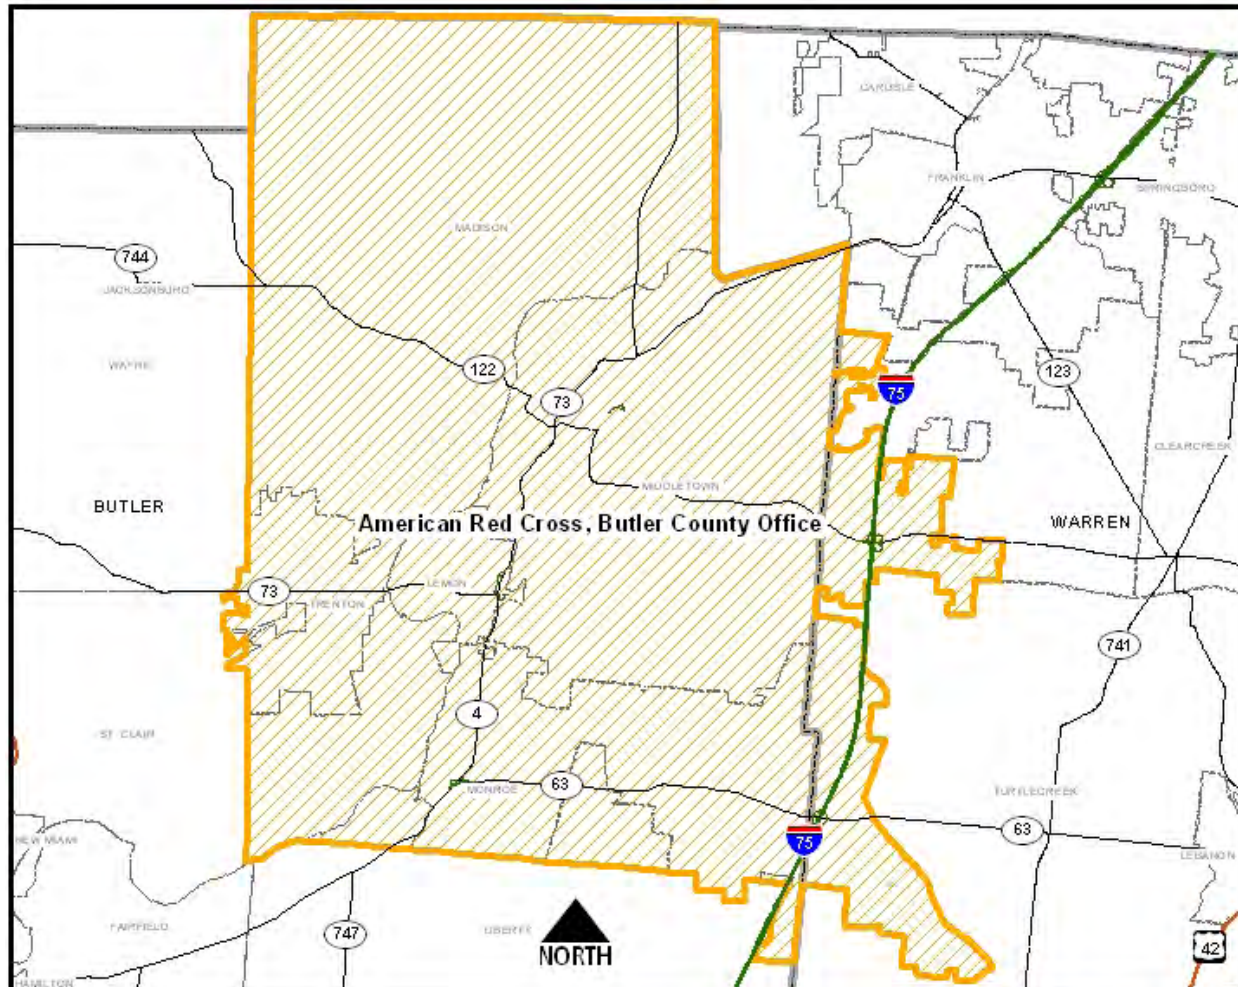 CARLISLE
FRANKLIN
SPRINGBORO
MADISON
744
JACKSONBURG
WAYNE
122
73
75
123
CLEARCREEK
MIDDLETOWN
BUTLER
American Red Cross, Butler County Office
WARREN
73
LEMON
TRENTON
741
4
ST. CLAIR
MONROE
63
TURTLECREEK
63
75
NEW MIAMI
LEBANON
FAIRFIELD
747
LIBERTY
NORTH
42
HAMILTON